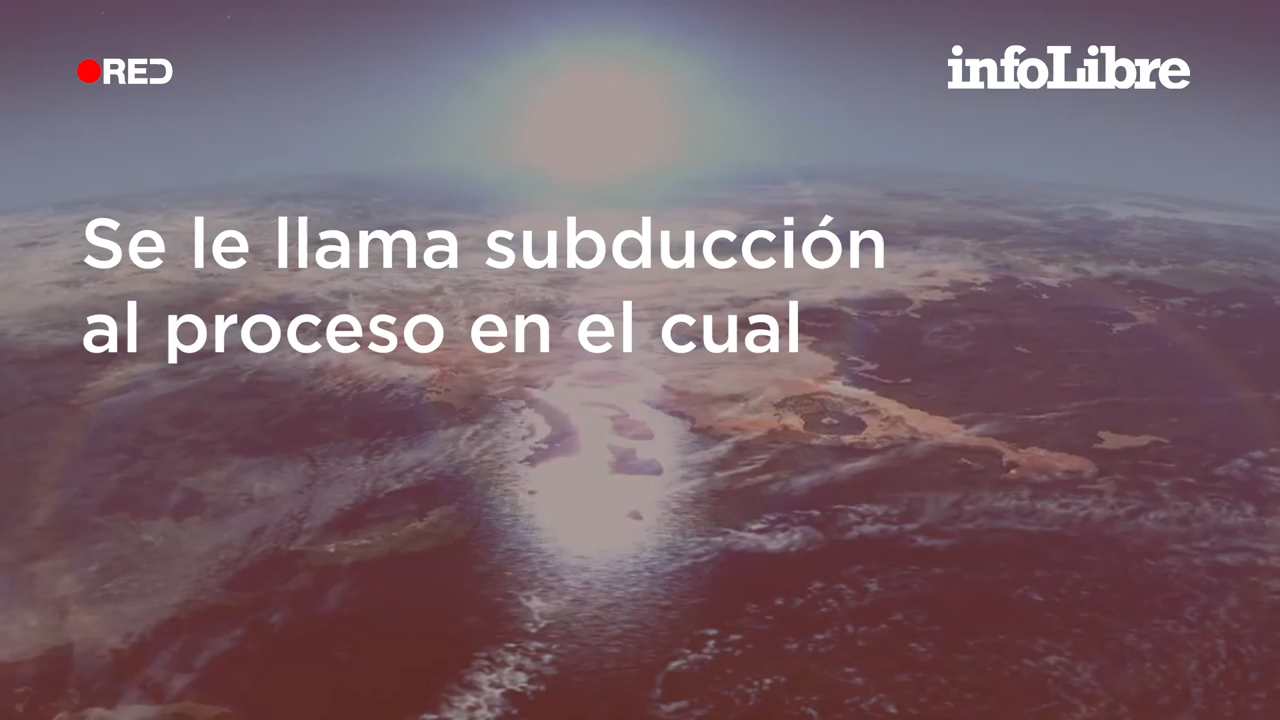 RED
infoLibre
Se le llama subducción
al proceso en el cual